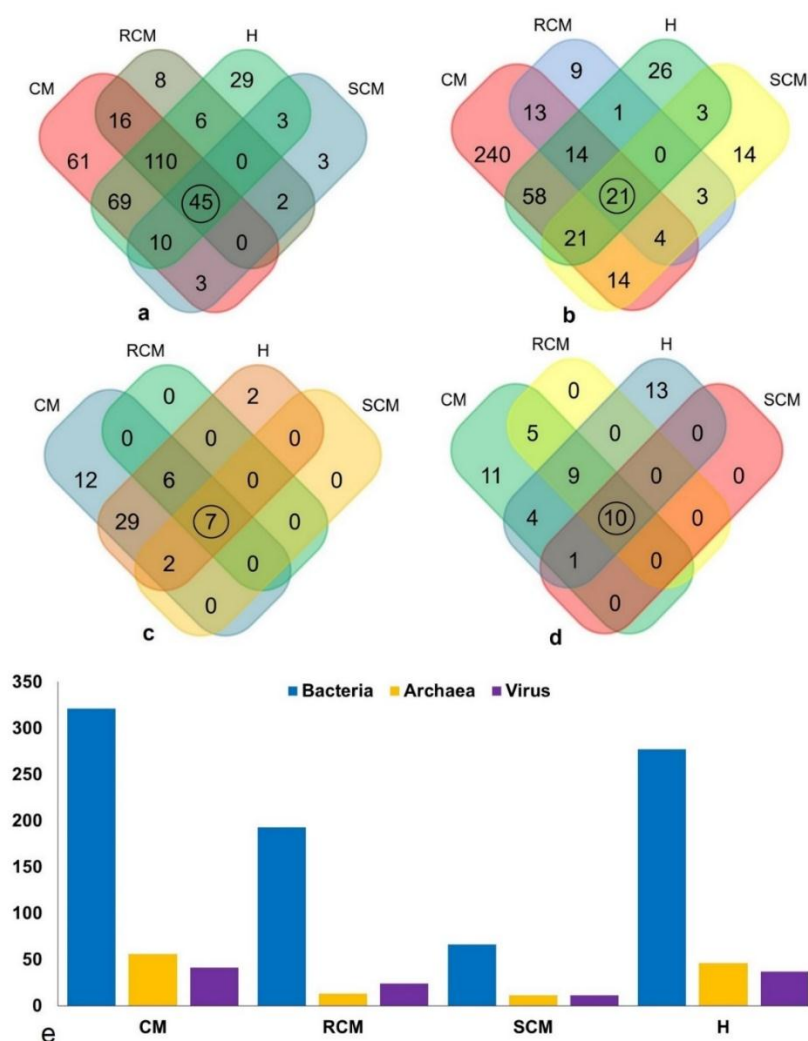 RCM H RCM H
CM 8 29 SCM CM 9 26 SCM
16 6 3 13 1 3
61 110 0 3 240 14 0 14
69 45 2 58 21 3
10 0 21 4
3 14
a b
RCM H RCM H
CM 0 2 SCM CM 0 13 SCM
0 0 0 5 0 0
12 6 0 0 11 9 0 0
29 7 0 4 10 0
2 0 1 0
0 0
c d
350
Bacteria Archaea Virus
300
250
200
150
100
50
0
CM RCM SCM H
e